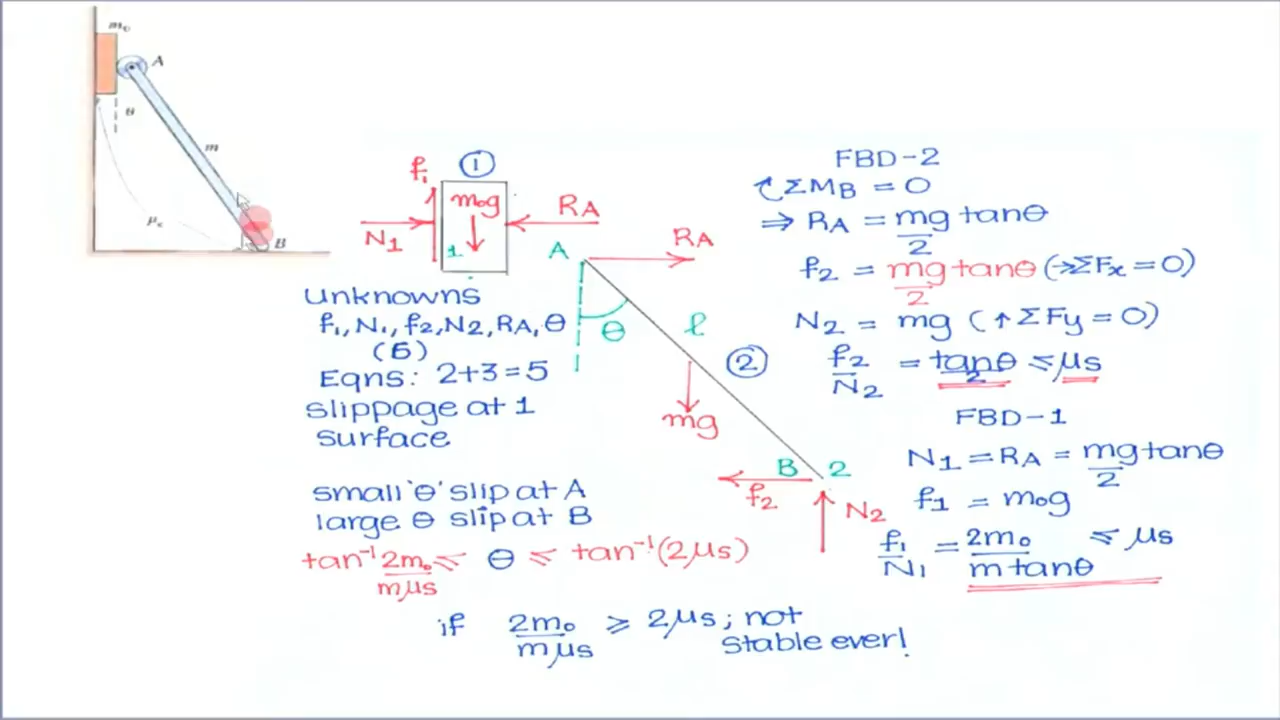 m₀
A
θ
m
μₛ
B
f₁
①
m₀g
N₁
1
R_A
A
R_A
θ
l
②
mg
B
2
f₂
N₂
unknowns
f₁, N₁, f₂, N₂, R_A, θ
(6)
Eqns: 2+3=5
slippage at 1
surface
small 'θ' slip at A
large θ slip at B
tan⁻¹ 2m₀/mμs ≤ θ ≤ tan⁻¹(2μs)
if 2m₀/mμs ≥ 2μs; not
stable ever!
FBD-2
ΣM_B = 0
⇒ R_A = mg/2 tanθ
f₂ = mg/2 tanθ (→ΣFx=0)
N₂ = mg (↑ΣFy=0)
f₂/N₂ = tanθ/2 ≤ μs
FBD-1
N₁ = R_A = mg/2 tanθ
f₁ = m₀g
f₁/N₁ = 2m₀/m tanθ ≤ μs